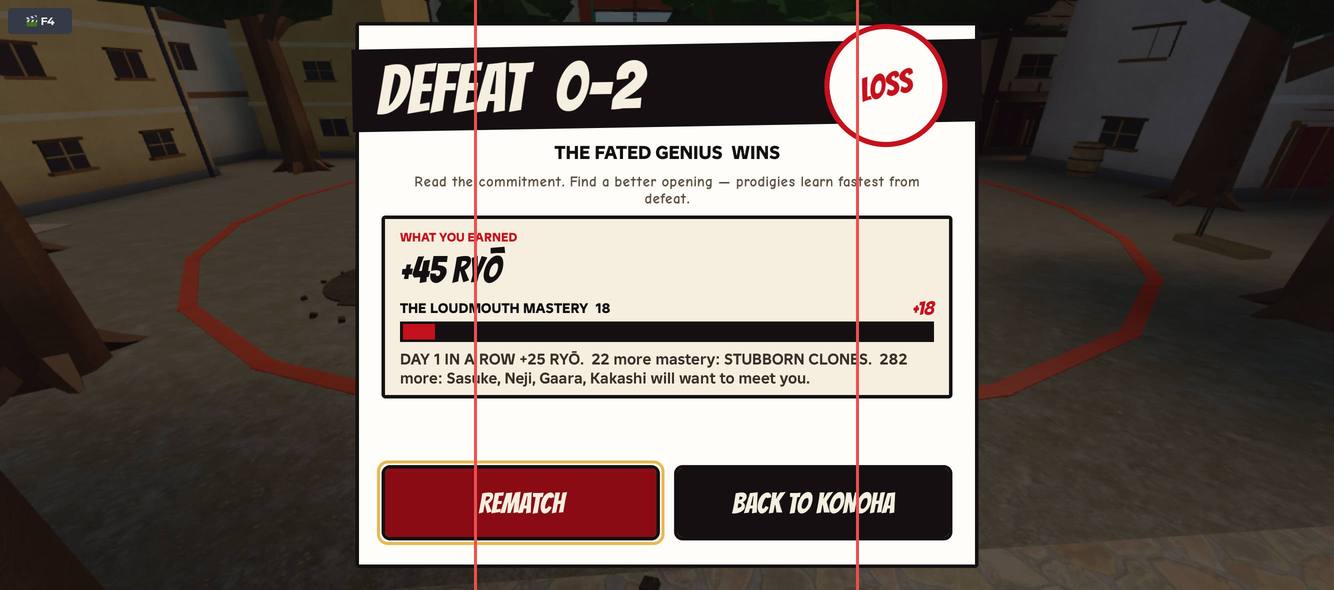 🎬 F4
DEFEAT 0-2
LOSS
THE FATED GENIUS WINS
Read the commitment. Find a better opening — prodigies learn fastest from
defeat.
WHAT YOU EARNED
+45 RYŌ
THE LOUDMOUTH MASTERY 18
+18
DAY 1 IN A ROW +25 RYŌ. 22 more mastery: STUBBORN CLONES. 282
more: Sasuke, Neji, Gaara, Kakashi will want to meet you.
REMATCH
BACK TO KONOHA